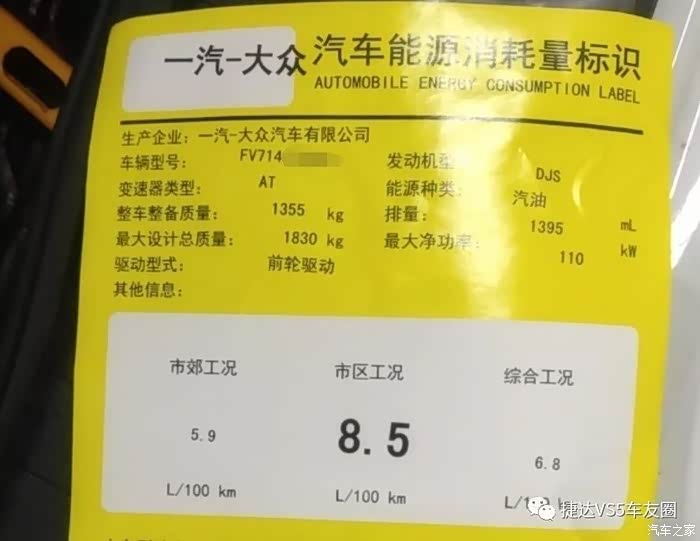 一汽-大众 汽车能源消耗量标识
AUTOMOBILE ENERGY CONSUMPTION LABEL
生产企业：一汽-大众汽车有限公司
车辆型号： FV714 发动机型 DJS
变速器类型： AT 能源种类： 汽油
整车整备质量： 1355 kg 排量： 1395 mL
最大设计总质量： 1830 kg 最大净功率： 110 kW
驱动型式： 前轮驱动
其他信息：
市郊工况 市区工况 综合工况
5.9 8.5 6.8
L/100 km L/100 km L/1
捷达VS5车友圈
汽车之家